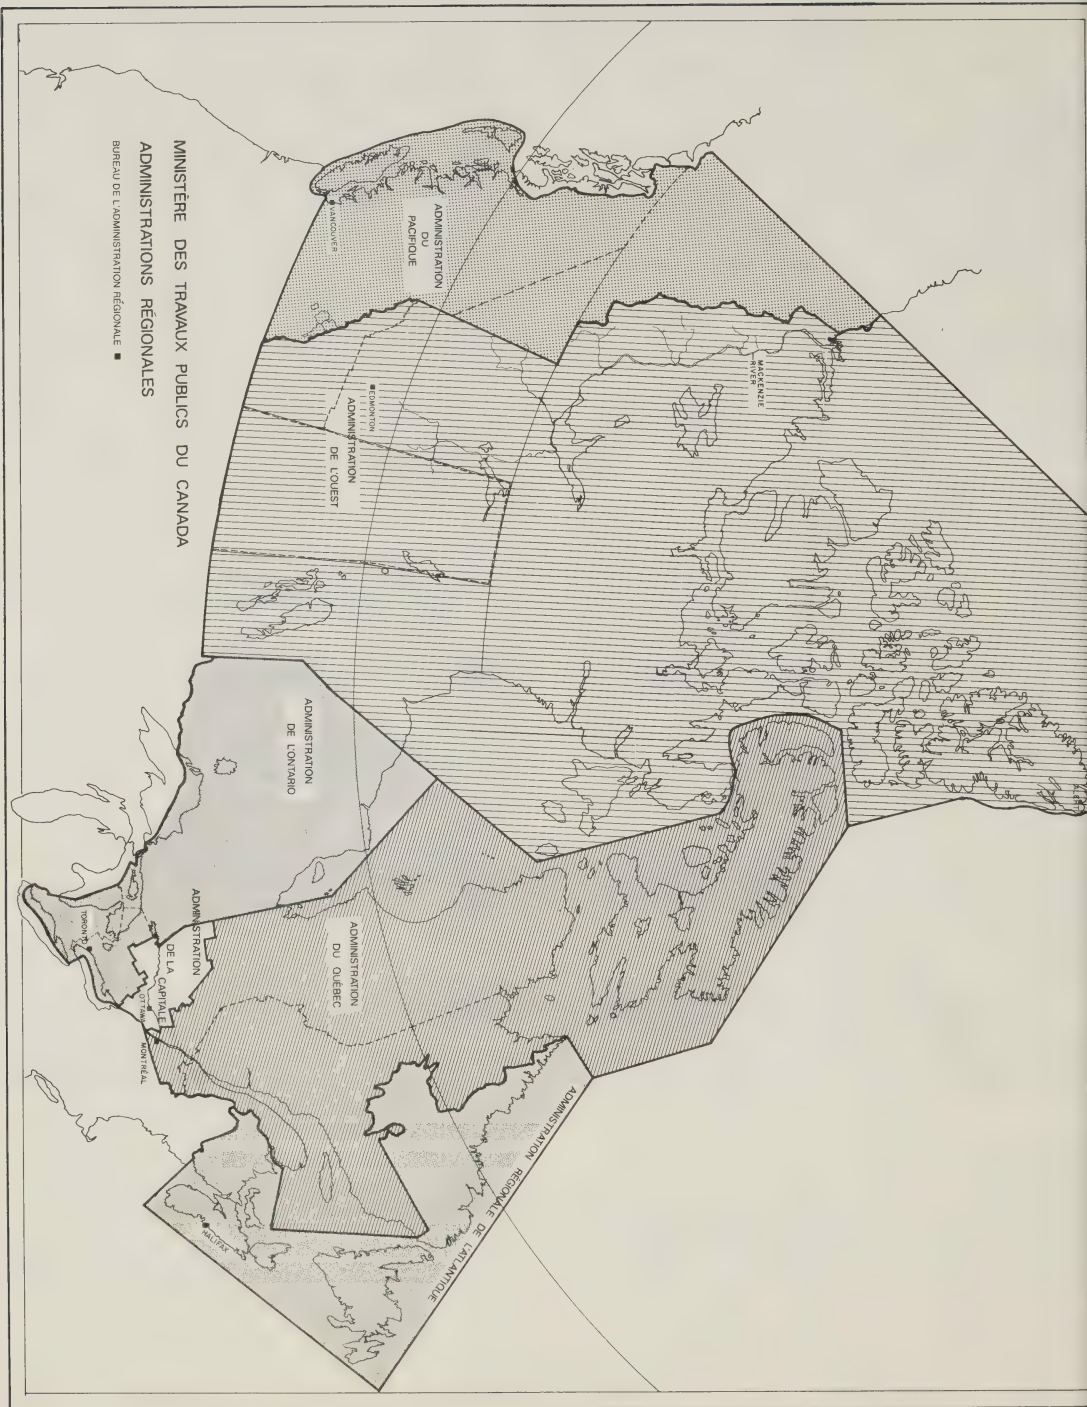 MINISTÈRE DES TRAVAUX PUBLICS DU CANADA
ADMINISTRATIONS RÉGIONALES
BUREAU DE L'ADMINISTRATION RÉGIONALE ■
ADMINISTRATION
DU
PACIFIQUE
VANCOUVER
MACKENZIE
RIVER
EDMONTON
ADMINISTRATION
DE L'OUEST
ALERT
ADMINISTRATION
DE L'ONTARIO
ADMINISTRATION
DE LA
CAPITALE
TORONTO
OTTAWA
MONTRÉAL
ADMINISTRATION
DU QUÉBEC
ADMINISTRATION RÉGIONALE DE L'ATLANTIQUE
HALIFAX